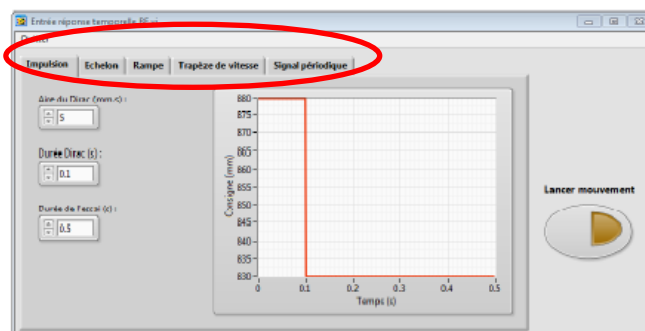 Entrée réponse temporelle BF.vi
Impulsion Echelon Rampe Trapèze de vitesse Signal périodique
Aire du Dirac (mm.s) :
5
Durée Dirac (s) :
0.1
Durée de l'essai (s) :
0.5
Consigne (mm)
880
875
870
865
860
855
850
845
840
835
830
0 0.1 0.2 0.3 0.4 0.5
Temps (s)
Lancer mouvement